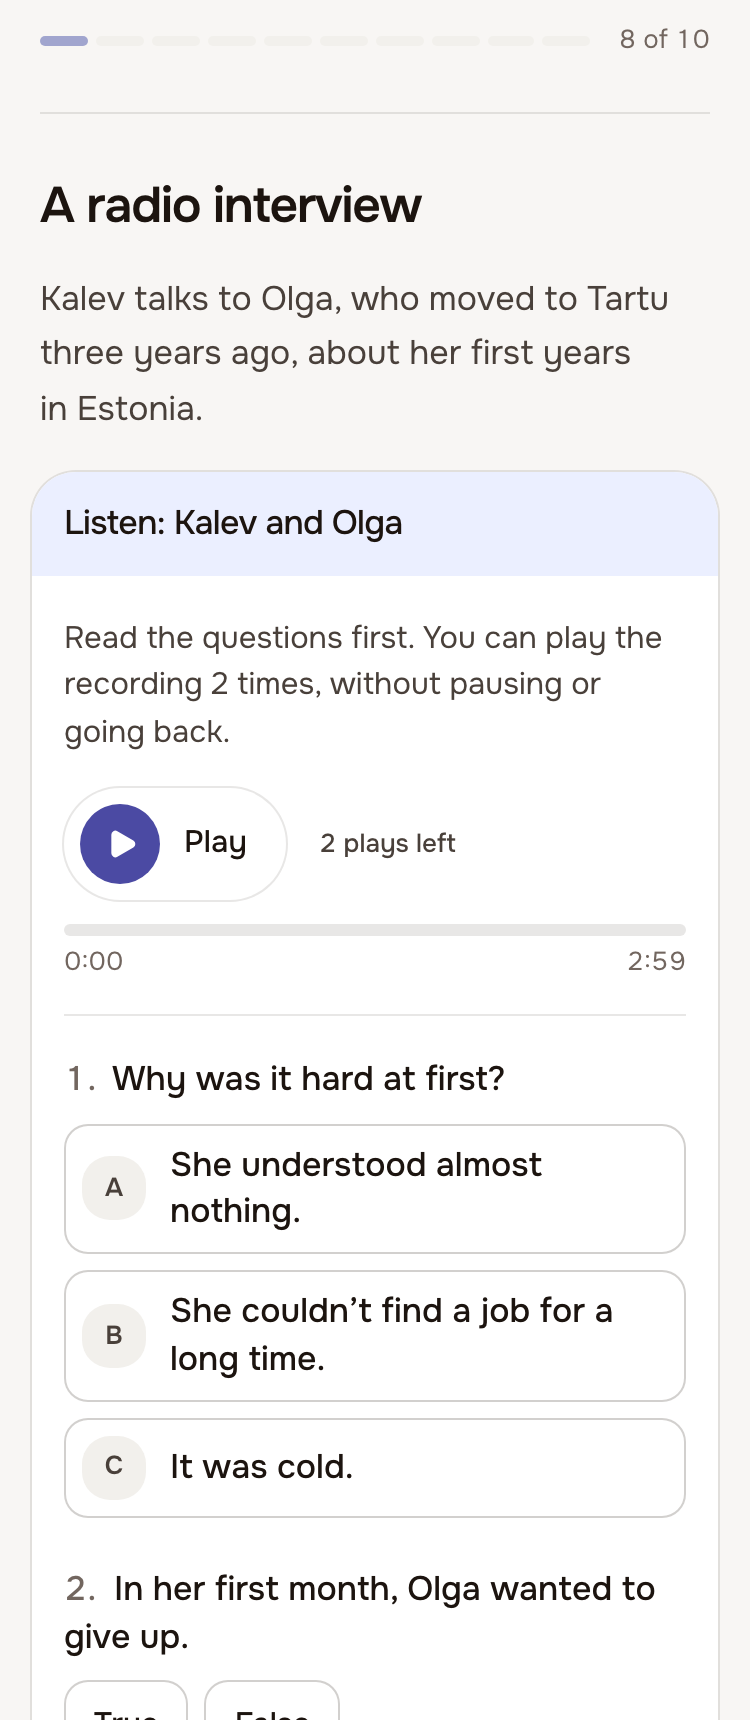 8 of 10
A radio interview
Kalev talks to Olga, who moved to Tartu
three years ago, about her first years
in Estonia.
Listen: Kalev and Olga
Read the questions first. You can play the
recording 2 times, without pausing or
going back.
Play
2 plays left
0:00
2:59
1. Why was it hard at first?
A
She understood almost
nothing.
B
She couldn’t find a job for a
long time.
C
It was cold.
2. In her first month, Olga wanted to
give up.
True
False